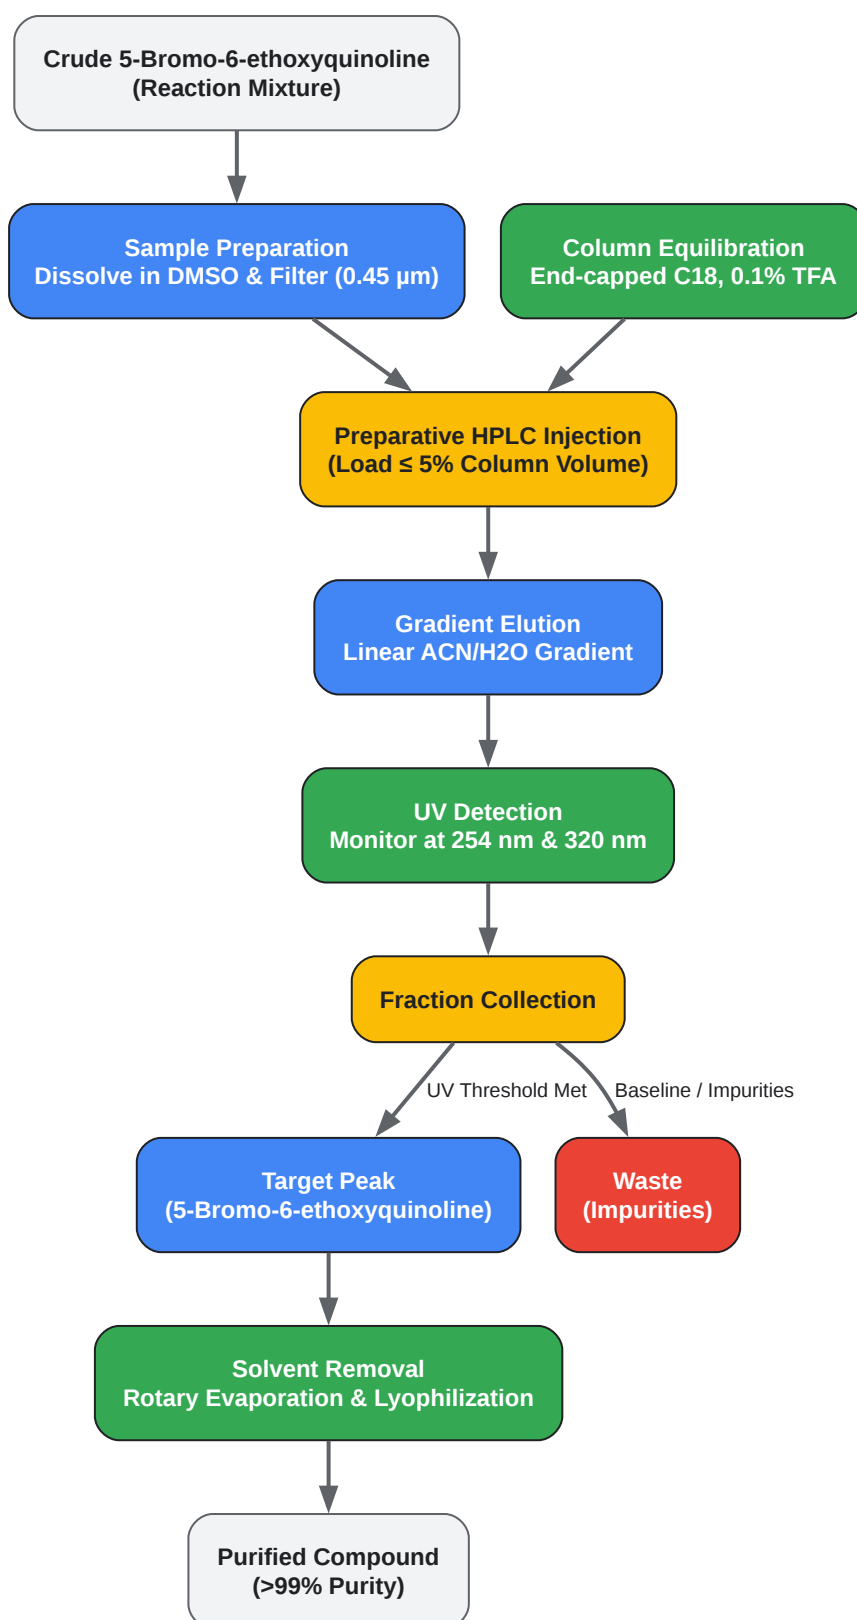 Crude 5-Bromo-6-ethoxyquinoline
(Reaction Mixture)
Sample Preparation
Dissolve in DMSO & Filter (0.45 µm)
Column Equilibration
End-capped C18, 0.1% TFA
Preparative HPLC Injection
(Load ≤ 5% Column Volume)
Gradient Elution
Linear ACN/H2O Gradient
UV Detection
Monitor at 254 nm & 320 nm
Fraction Collection
UV Threshold Met
Baseline / Impurities
Target Peak
(5-Bromo-6-ethoxyquinoline)
Waste
(Impurities)
Solvent Removal
Rotary Evaporation & Lyophilization
Purified Compound
(>99% Purity)